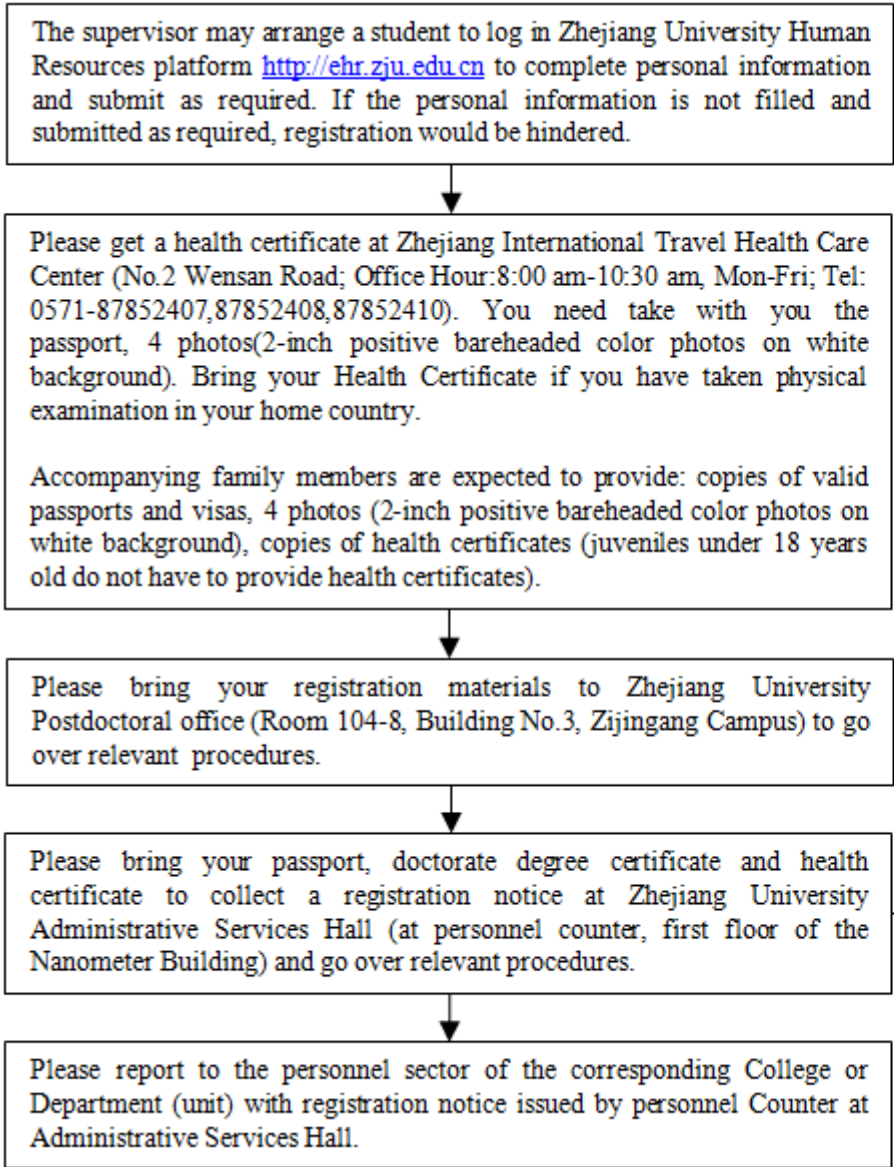 The supervisor may arrange a student to log in Zhejiang University Human
Resources platform http://ehr.zju.edu.cn to complete personal information
and submit as required. If the personal information is not filled and
submitted as required, registration would be hindered.
Please get a health certificate at Zhejiang International Travel Health Care
Center (No.2 Wensan Road; Office Hour:8:00 am-10:30 am, Mon-Fri; Tel:
0571-87852407,87852408,87852410). You need take with you the
passport, 4 photos(2-inch positive bareheaded color photos on white
background). Bring your Health Certificate if you have taken physical
examination in your home country.
Accompanying family members are expected to provide: copies of valid
passports and visas, 4 photos (2-inch positive bareheaded color photos on
white background), copies of health certificates (juveniles under 18 years
old do not have to provide health certificates).
Please bring your registration materials to Zhejiang University
Postdoctoral office (Room 104-8, Building No.3, Zijingang Campus) to go
over relevant procedures.
Please bring your passport, doctorate degree certificate and health
certificate to collect a registration notice at Zhejiang University
Administrative Services Hall (at personnel counter, first floor of the
Nanometer Building) and go over relevant procedures.
Please report to the personnel sector of the corresponding College or
Department (unit) with registration notice issued by personnel Counter at
Administrative Services Hall.